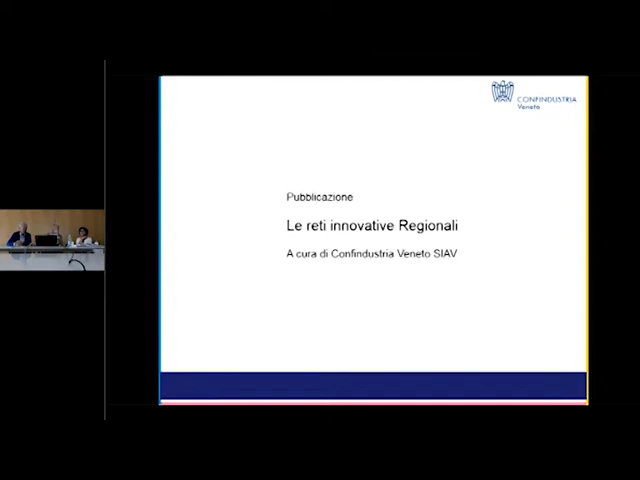 CONFINDUSTRIA
Veneto
Pubblicazione
Le reti innovative Regionali
A cura di Confindustria Veneto SIAV